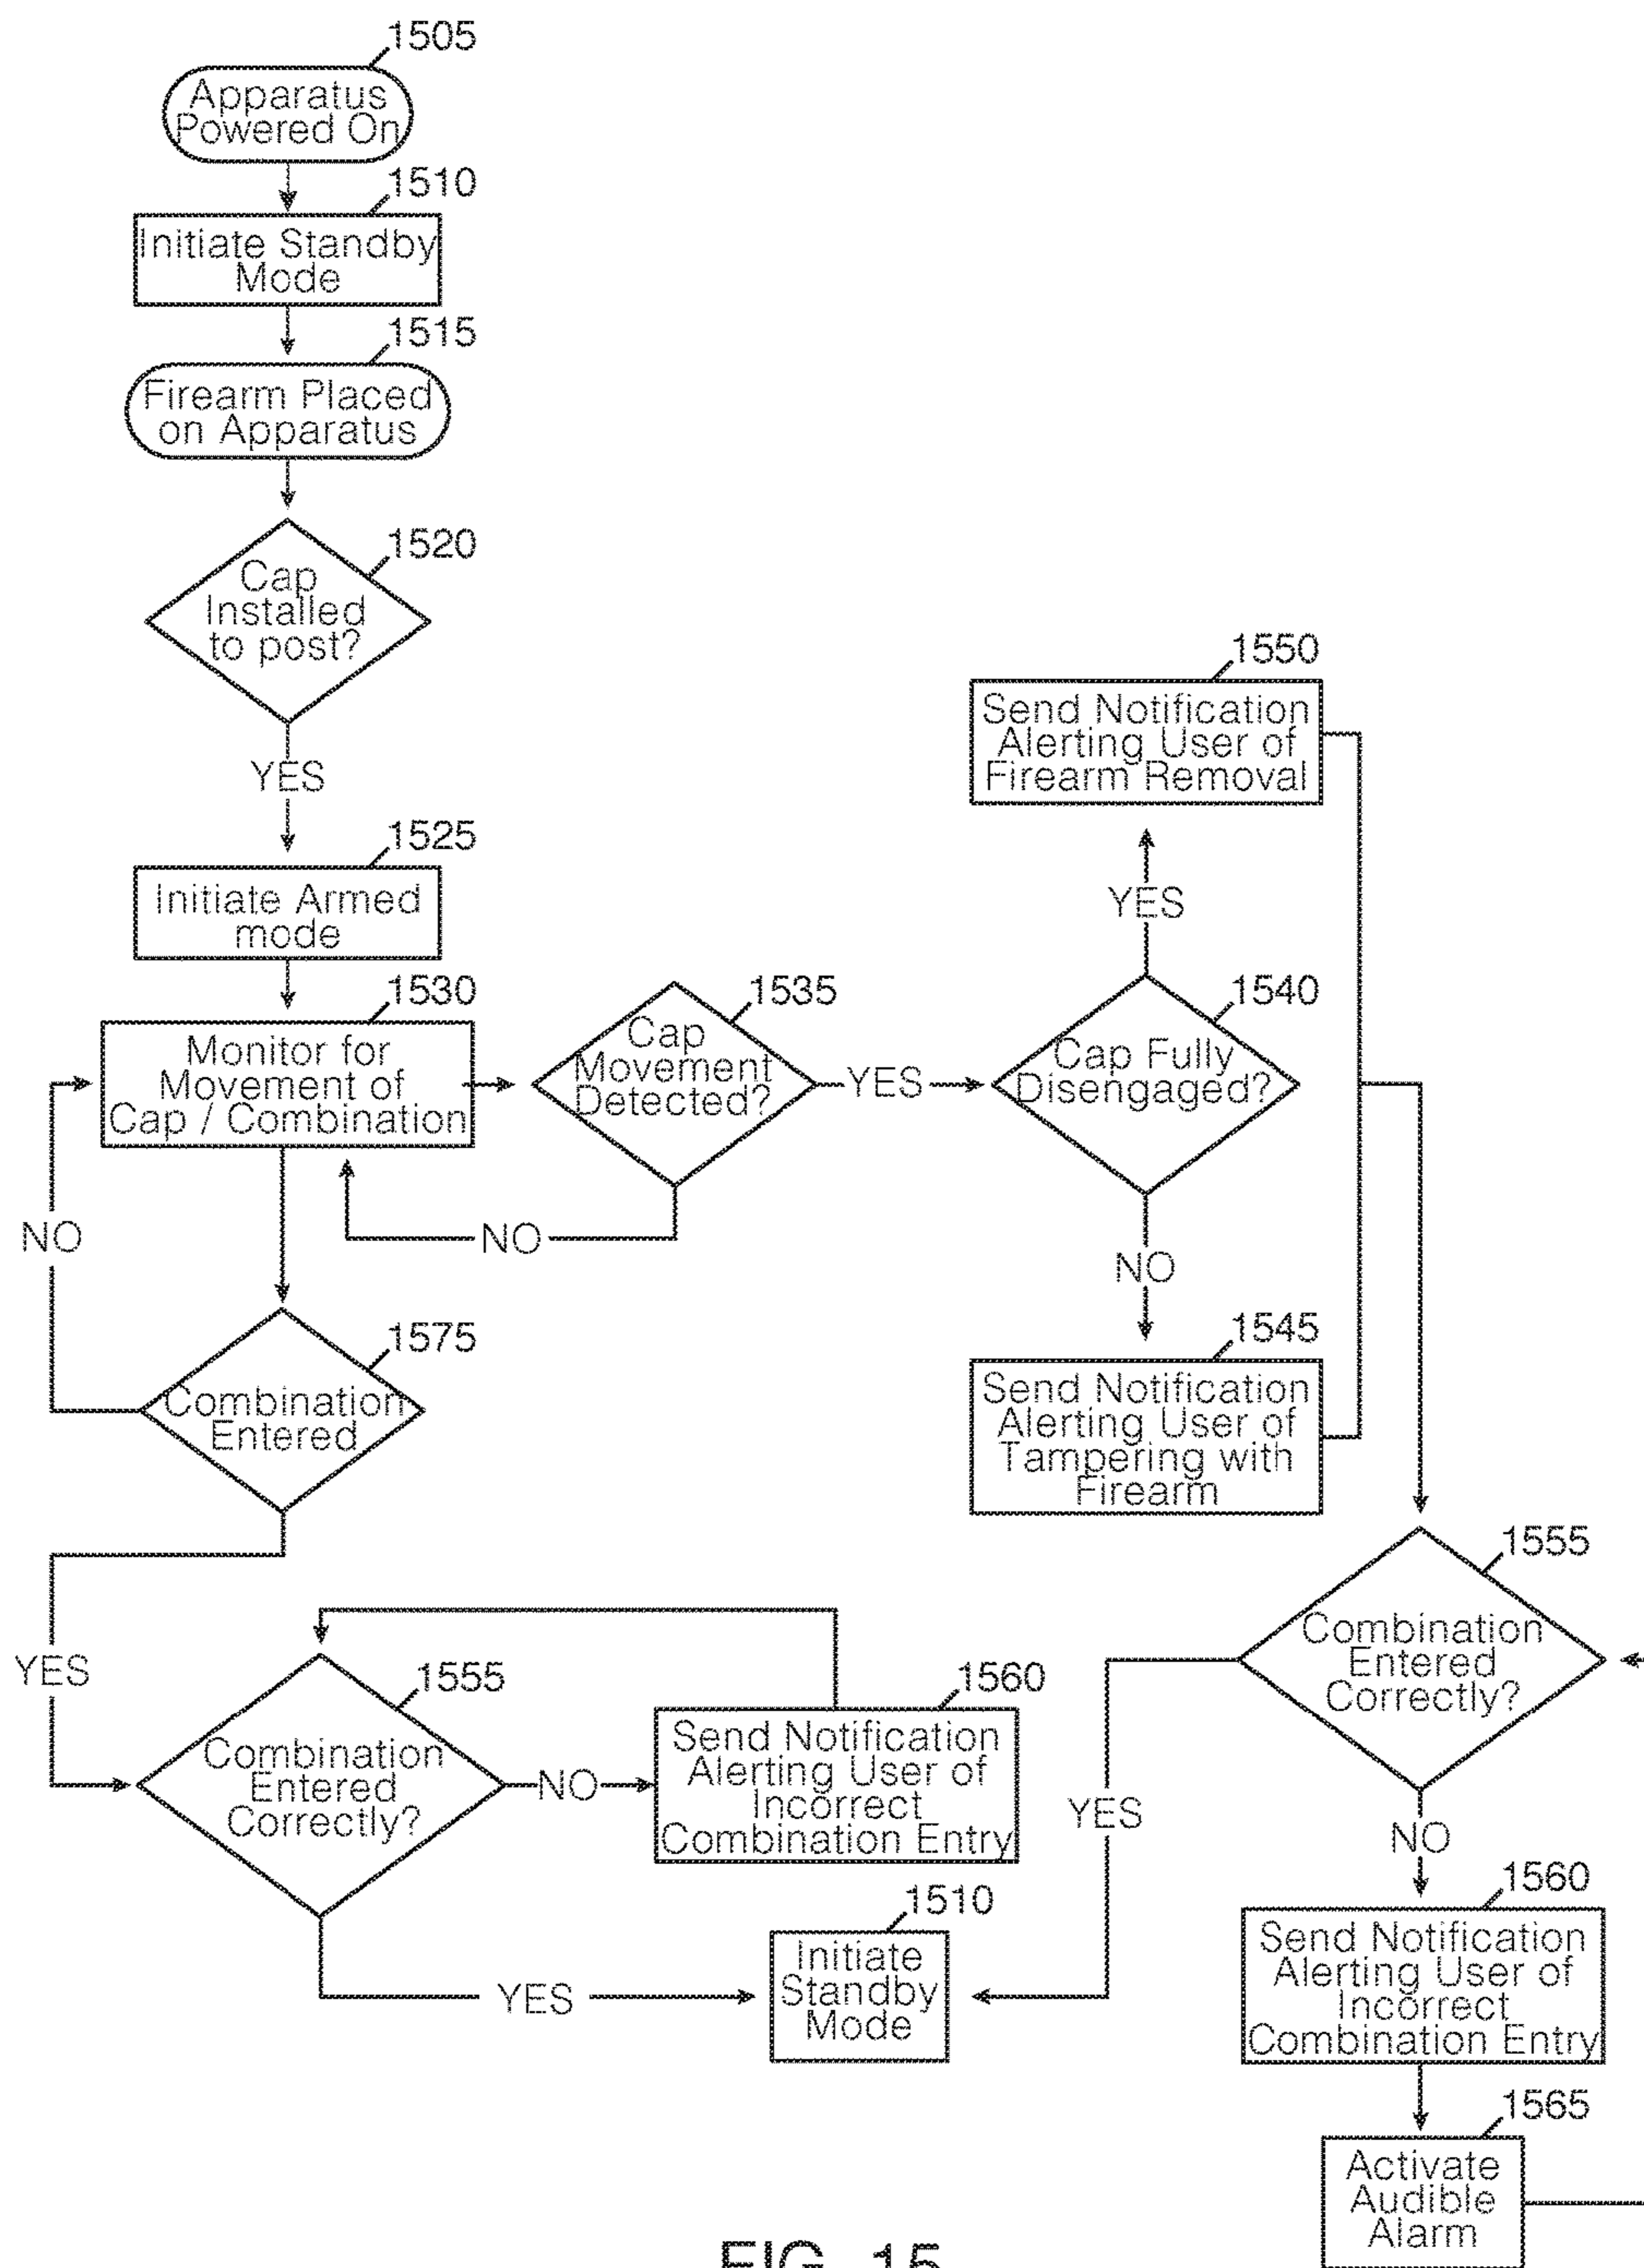 1505
Apparatus
Powered On
1510
Initiate Standby
Mode
1515
Firearm Placed
on Apparatus
1520
Cap
Installed
to post?
YES
1525
Initiate Armed
mode
1530
Monitor for
Movement of
Cap / Combination
1535
Cap
Movement
Detected?
YES
NO
1540
Cap Fully
Disengaged?
YES
1550
Send Notification
Alerting User of
Firearm Removal
NO
1545
Send Notification
Alerting User of
Tampering with
Firearm
NO
1575
Combination
Entered
YES
1555
Combination
Entered
Correctly?
NO
1560
Send Notification
Alerting User of
Incorrect
Combination Entry
YES
1510
Initiate
Standby
Mode
YES
1555
Combination
Entered
Correctly?
NO
1560
Send Notification
Alerting User of
Incorrect
Combination Entry
1565
Activate
Audible
Alarm
FIG. 15